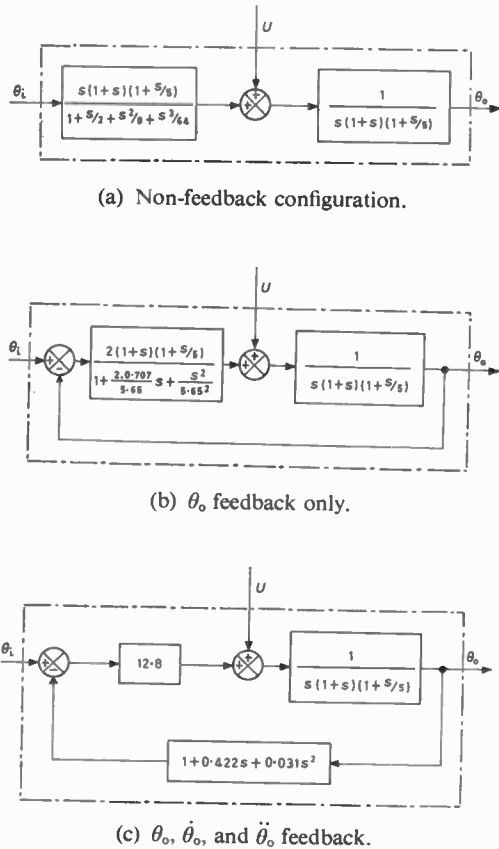 U
θi
s(1+s)(1+s/5)
1+s/2+s²/8+s³/64
+ +
1
s(1+s)(1+s/5)
θo
(a) Non-feedback configuration.
U
θi
+ −
2(1+s)(1+s/5)
1+ 2.0·707/5·65 s+ s²/5·65²
+ +
1
s(1+s)(1+s/5)
θo
(b) θo feedback only.
U
θi
+ −
12·8
+ +
1
s(1+s)(1+s/5)
θo
1+0·422s+0·031s²
(c) θo, θ̇o, and θ̈o feedback.